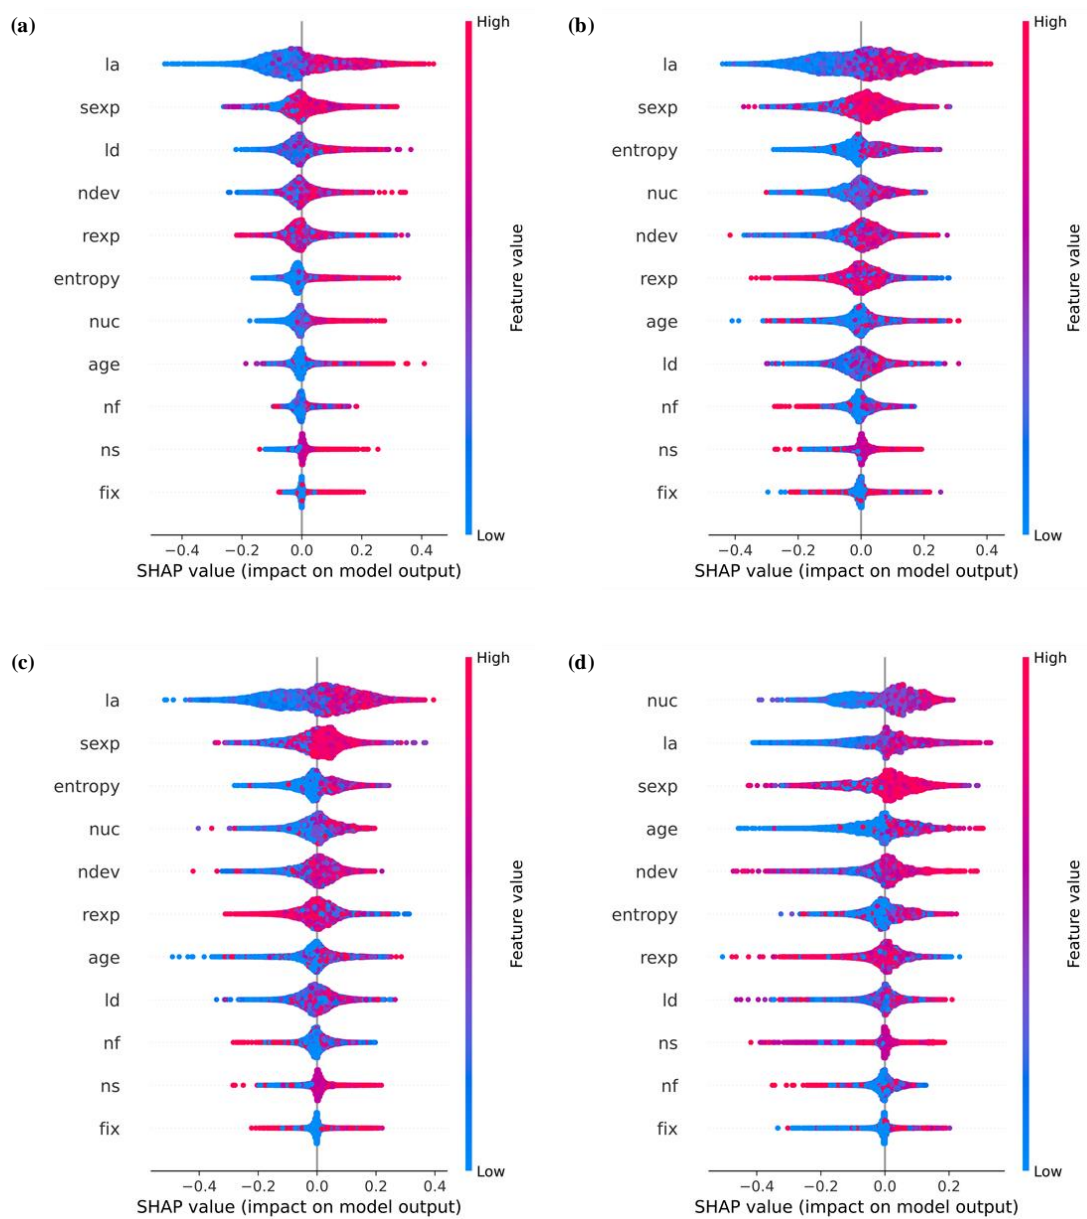 (a)
High
la
sexp
ld
ndev
rexp
entropy
nuc
age
nf
ns
fix
Feature value
Low
−0.4 −0.2 0.0 0.2 0.4
SHAP value (impact on model output)
(b)
High
la
sexp
entropy
nuc
ndev
rexp
age
ld
nf
ns
fix
Feature value
Low
−0.4 −0.2 0.0 0.2 0.4
SHAP value (impact on model output)
(c)
High
la
sexp
entropy
nuc
ndev
rexp
age
ld
nf
ns
fix
Feature value
Low
−0.4 −0.2 0.0 0.2 0.4
SHAP value (impact on model output)
(d)
High
nuc
la
sexp
age
ndev
entropy
rexp
ld
ns
nf
fix
Feature value
Low
−0.4 −0.2 0.0 0.2
SHAP value (impact on model output)